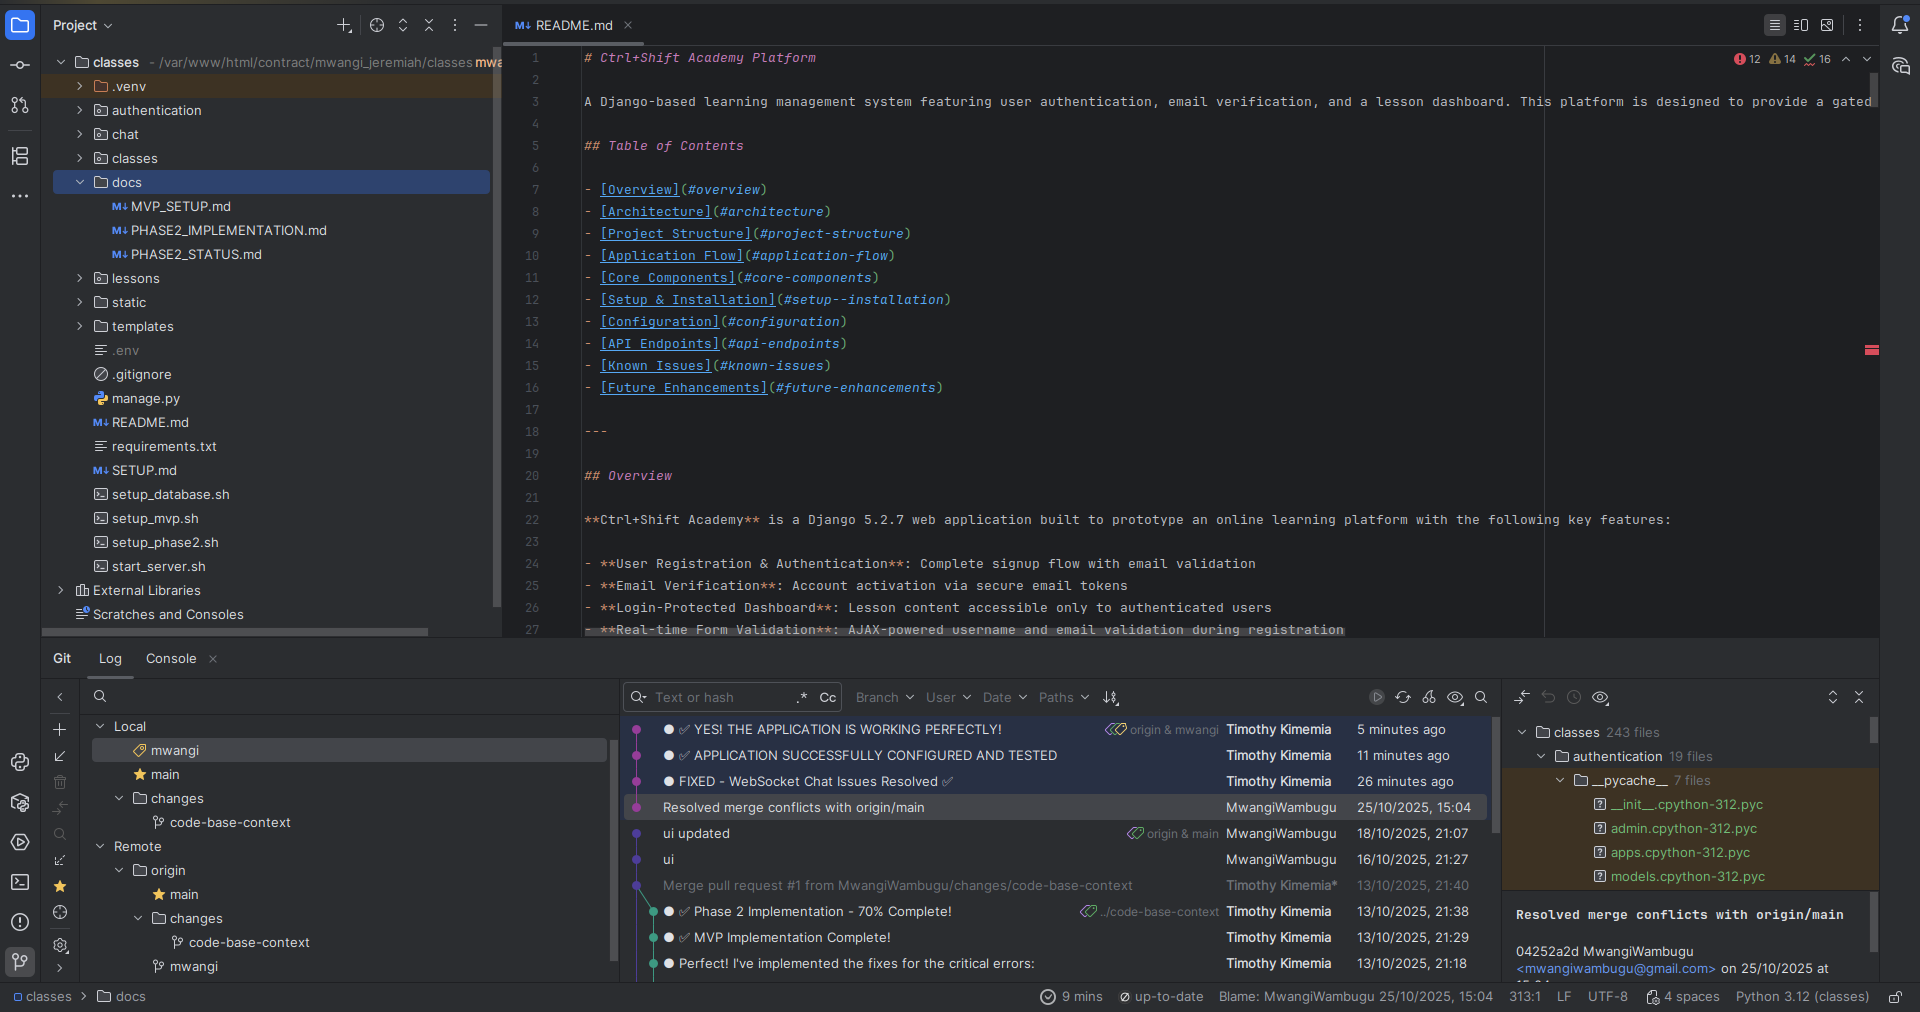 Project
classes - /var/www/html/contract/mwangi_jeremiah/classes mwa
.venv
authentication
chat
classes
docs
MVP_SETUP.md
PHASE2_IMPLEMENTATION.md
PHASE2_STATUS.md
lessons
static
templates
.env
.gitignore
manage.py
README.md
requirements.txt
SETUP.md
setup_database.sh
setup_mvp.sh
setup_phase2.sh
start_server.sh
External Libraries
Scratches and Consoles
README.md
12 14 16
1 # Ctrl+Shift Academy Platform
2
3 A Django-based learning management system featuring user authentication, email verification, and a lesson dashboard. This platform is designed to provide a gated
4
5 ## Table of Contents
6
7 - [Overview](#overview)
8 - [Architecture](#architecture)
9 - [Project Structure](#project-structure)
10 - [Application Flow](#application-flow)
11 - [Core Components](#core-components)
12 - [Setup & Installation](#setup--installation)
13 - [Configuration](#configuration)
14 - [API Endpoints](#api-endpoints)
15 - [Known Issues](#known-issues)
16 - [Future Enhancements](#future-enhancements)
17
18 ---
19
20 ## Overview
21
22 **Ctrl+Shift Academy** is a Django 5.2.7 web application built to prototype an online learning platform with the following key features:
23
24 - **User Registration & Authentication**: Complete signup flow with email validation
25 - **Email Verification**: Account activation via secure email tokens
26 - **Login-Protected Dashboard**: Lesson content accessible only to authenticated users
27 - **Real-time Form Validation**: AJAX-powered username and email validation during registration
Git Log Console
Local
mwangi
main
changes
code-base-context
Remote
origin
main
changes
code-base-context
mwangi
Text or hash .* Cc Branch User Date Paths
● ✅ YES! THE APPLICATION IS WORKING PERFECTLY! origin & mwangi Timothy Kimemia 5 minutes ago
● ✅ APPLICATION SUCCESSFULLY CONFIGURED AND TESTED Timothy Kimemia 11 minutes ago
● FIXED - WebSocket Chat Issues Resolved ✅ Timothy Kimemia 26 minutes ago
Resolved merge conflicts with origin/main MwangiWambugu 25/10/2025, 15:04
ui updated origin & main MwangiWambugu 18/10/2025, 21:07
ui MwangiWambugu 16/10/2025, 21:27
Merge pull request #1 from MwangiWambugu/changes/code-base-context Timothy Kimemia* 13/10/2025, 21:40
● ✅ Phase 2 Implementation - 70% Complete! ../code-base-context Timothy Kimemia 13/10/2025, 21:38
● ✅ MVP Implementation Complete! Timothy Kimemia 13/10/2025, 21:29
● Perfect! I've implemented the fixes for the critical errors: Timothy Kimemia 13/10/2025, 21:18
classes 243 files
authentication 19 files
__pycache__ 7 files
__init__.cpython-312.pyc
admin.cpython-312.pyc
apps.cpython-312.pyc
models.cpython-312.pyc
Resolved merge conflicts with origin/main
04252a2d MwangiWambugu
<mwangiwambugu@gmail.com> on 25/10/2025 at
classes > docs
9 mins up-to-date Blame: MwangiWambugu 25/10/2025, 15:04 313:1 LF UTF-8 4 spaces Python 3.12 (classes)